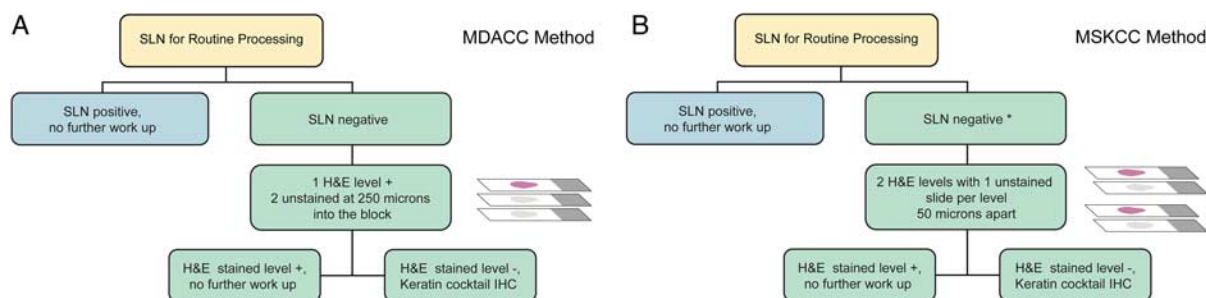 A
MDACC Method
SLN for Routine Processing
SLN positive,
no further work up
SLN negative
1 H&E level +
2 unstained at 250 microns
into the block
H&E stained level +,
no further work up
H&E stained level -,
Keratin cocktail IHC
B
MSKCC Method
SLN for Routine Processing
SLN positive,
no further work up
SLN negative *
2 H&E levels with 1 unstained
slide per level
50 microns apart
H&E stained level +,
no further work up
H&E stained level -,
Keratin cocktail IHC